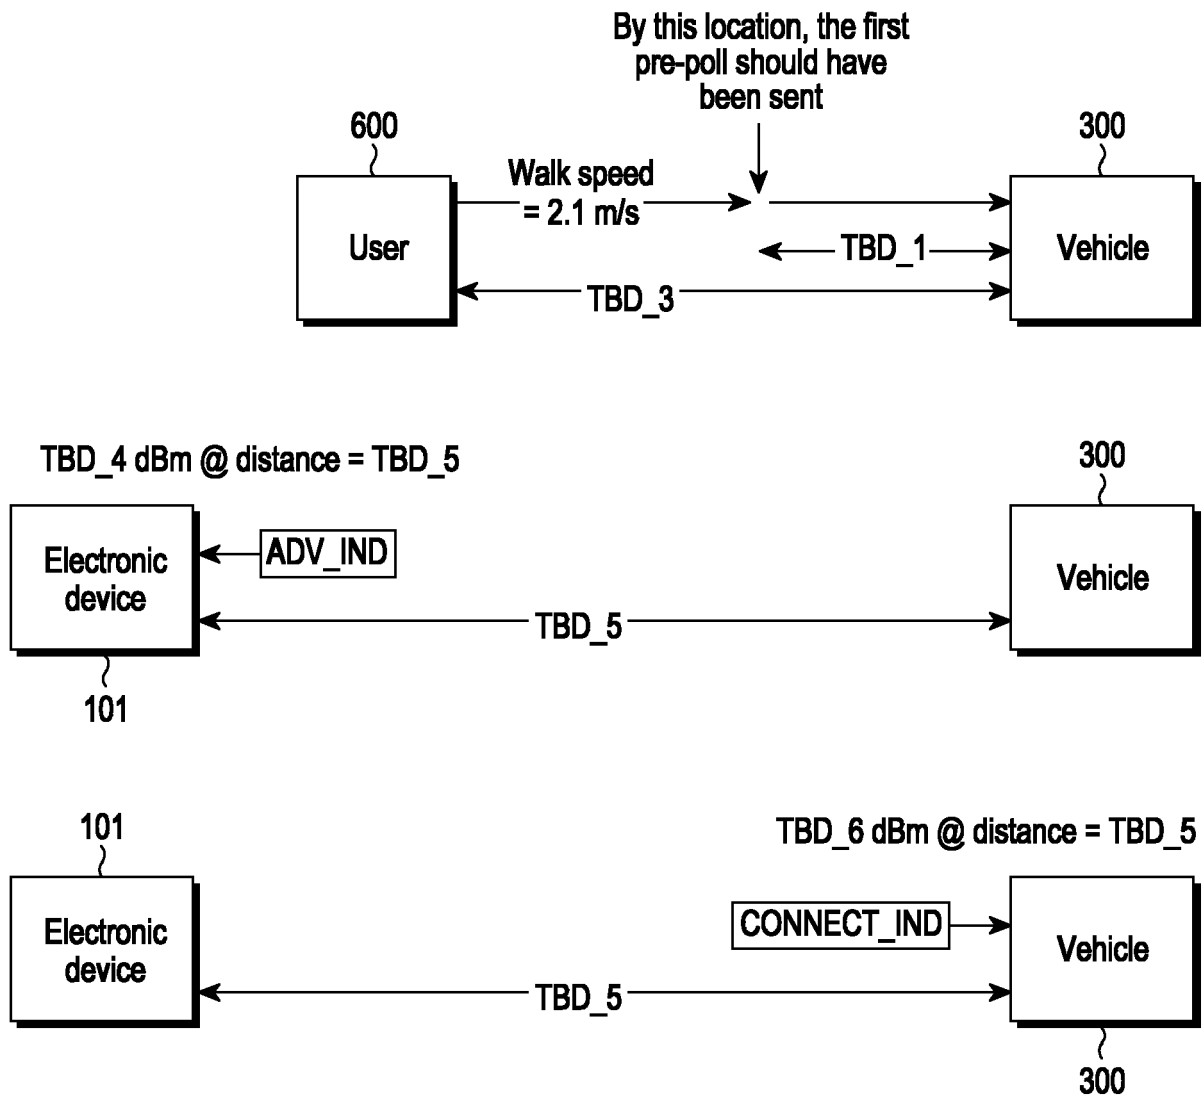 By this location, the first
pre-poll should have
been sent
600
300
Walk speed
= 2.1 m/s
User
TBD_1
Vehicle
TBD_3
TBD_4 dBm @ distance = TBD_5
300
Electronic
device
ADV_IND
Vehicle
TBD_5
101
101
TBD_6 dBm @ distance = TBD_5
Electronic
device
CONNECT_IND
Vehicle
TBD_5
300